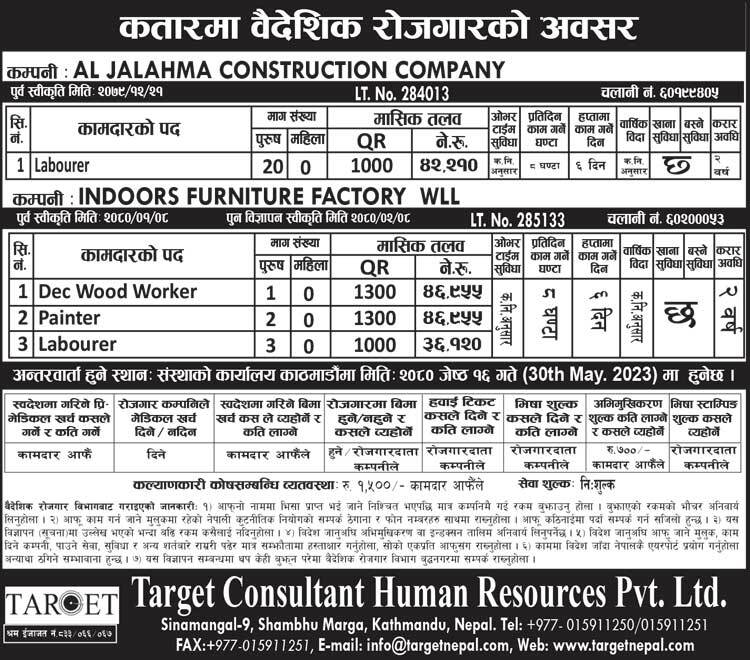 कतारमा वैदेशिक रोजगारको अवसर
कम्पनी : AL JALAHMA CONSTRUCTION COMPANY
पुर्व स्वीकृति मितिः २०७९/१२/२१ LT. No. 284013 चलानी नं. ६०१९९४०५
सि. नं. कामदारको पद माग संख्या पुरुष महिला मासिक तलव QR ने.रू. ओभर टाईम सुविधा प्रतिदिन काम गर्ने घण्टा हप्तामा काम गर्ने दिन वार्षिक विदा खाना सुविधा बस्ने सुविधा करार अवधि
1 Labourer 20 0 1000 ४२,२१० क.नि. अनुसार ८ घण्टा ६ दिन क.नि. अनुसार छ २ वर्ष
कम्पनी : INDOORS FURNITURE FACTORY WLL
पुर्व स्वीकृति मितिः २०८०/०१/०८ पुन विज्ञापन स्वीकृति मितिः २०८०/०२/०८ LT. No. 285133 चलानी नं. ६०२०००५३
सि. नं. कामदारको पद माग संख्या पुरुष महिला मासिक तलव QR ने.रू. ओभर टाईम सुविधा प्रतिदिन काम गर्ने घण्टा हप्तामा काम गर्ने दिन वार्षिक विदा खाना सुविधा बस्ने सुविधा करार अवधि
1 Dec Wood Worker 1 0 1300 ४६,९५५ क.नि. अनुसार ८ घण्टा ६ दिन क.नि. अनुसार छ २ वर्ष
2 Painter 2 0 1300 ४६,९५५
3 Labourer 3 0 1000 ३६,१२०
अन्तरवार्ता हुने स्थानः संस्थाको कार्यालय काठमाडौंमा मितिः २०८० जेष्ठ १६ गते (30th May. 2023) मा हुनेछ ।
स्वदेशमा गरिने प्रि-मेडिकल खर्च कसले गर्ने र कति गर्ने रोजगार कम्पनिले मेडिकल खर्च दिने / नदिने स्वदेशमा गरिने बिमा खर्च कस ले व्यहोर्ने र कति लाग्ने रोजगारमा बिमा हुने/नहुने र कसले व्यहोर्ने हवाई टिकट कसले दिने र कति लाग्ने भिषा शुल्क कसले दिने र कति लाग्ने अभिमुखिकरण शुल्क कति लाग्ने र कसले व्यहोर्ने भिषा स्टाम्पिङ शुल्क कसले व्यहोर्ने
कामदार आफै दिने कामदार आफैले हुने / रोजगारदाता कम्पनीले रोजगारदाता कम्पनीले रोजगारदाता कम्पनीले रु.७००/- कामदार आफैले रोजगारदाता कम्पनीले
कल्याणकारी कोषसम्बन्धि व्यवस्थाः रु. १,५००/- कामदार आफैंले सेवा शुल्कः निःशुल्क
वैदेशिक रोजगार बिभागबाट गराइएको जानकारी: १) आफ्नो नाममा भिसा प्राप्त भई जाने निश्चित भएपछि मात्र कम्पनिमै गई रकम बुझाउनु होला । बुझाएको रकमको भौचर अनिवार्य
लिनुहोला । २) आफू काम गर्न जाने मुलुकमा रहेको नेपाली कुटनीतिक नियोगको सम्पर्क ठेगाना र फोन नम्बरहरु साथमा राख्नुहोला । आफू कठिनाईमा पर्दा सम्पर्क गर्न सजिलो हुन्छ । ३) यस
विज्ञापन (सूचना)मा उल्लेख भएको भन्दा बढि रकम कसैलाई नदिनुहोला । ४) विदेश जानुअघि अभिमुखिकरण वा इन्डक्सन तालिम अनिवार्य लिनुपर्नेछ ५) विदेश जानुअघि आफू जाने मुलुक, काम
दिने कम्पनी, पाउने सेवा, सुविधा र अन्य शर्तबारे राम्ररी पढेर मात्र सम्झौतामा हस्ताक्षर गर्नुहोला, सोको एकप्रति आफूसंग राख्नुहोला । ६) काममा विदेश जाँदा नेपालकै एयरपोर्ट प्रयोग गर्नुहोला
अन्यथा ठगिने सम्भावाना हुन्छ । ७) यस विज्ञापन सम्बन्धमा थप केही बुझ्न परेमा वैदेशिक रोजगार विभाग बुद्धनगरमा सम्पर्क राख्नुहोला ।
TARGET
श्रम ईजाजत नं.८३३/०६६/०६७
Target Consultant Human Resources Pvt. Ltd.
Sinamangal-9, Shambhu Marga, Kathmandu, Nepal. Tel: +977- 015911250/015911251
FAX:+977-015911251, E-mail: info@targetnepal.com, Web: www.targetnepal.com